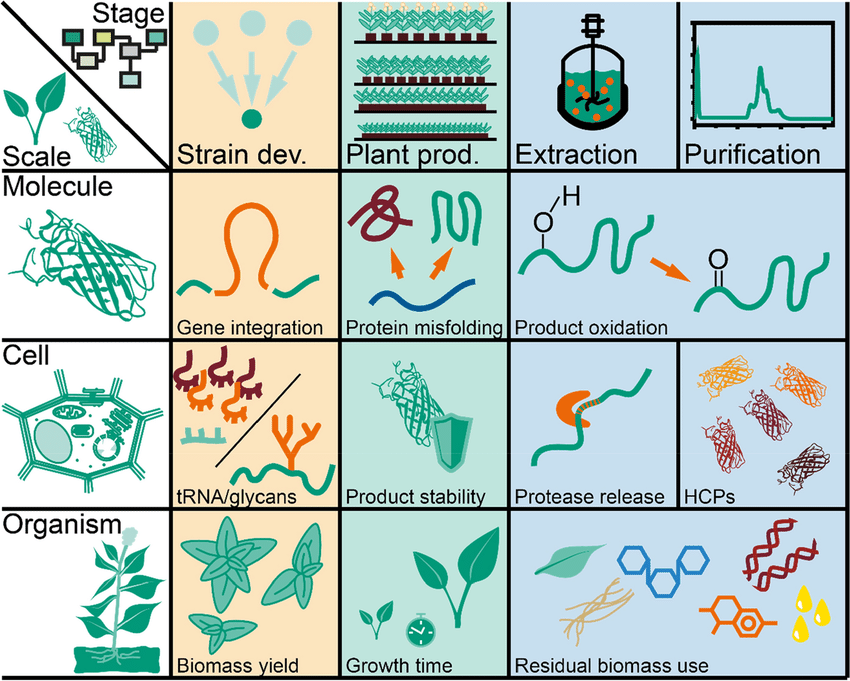 Stage
Scale
Strain dev.
Plant prod.
Extraction
Purification
Molecule
Gene integration
Protein misfolding
O
H
O
Product oxidation
Cell
tRNA/glycans
Product stability
Protease release
HCPs
Organism
Biomass yield
Growth time
Residual biomass use